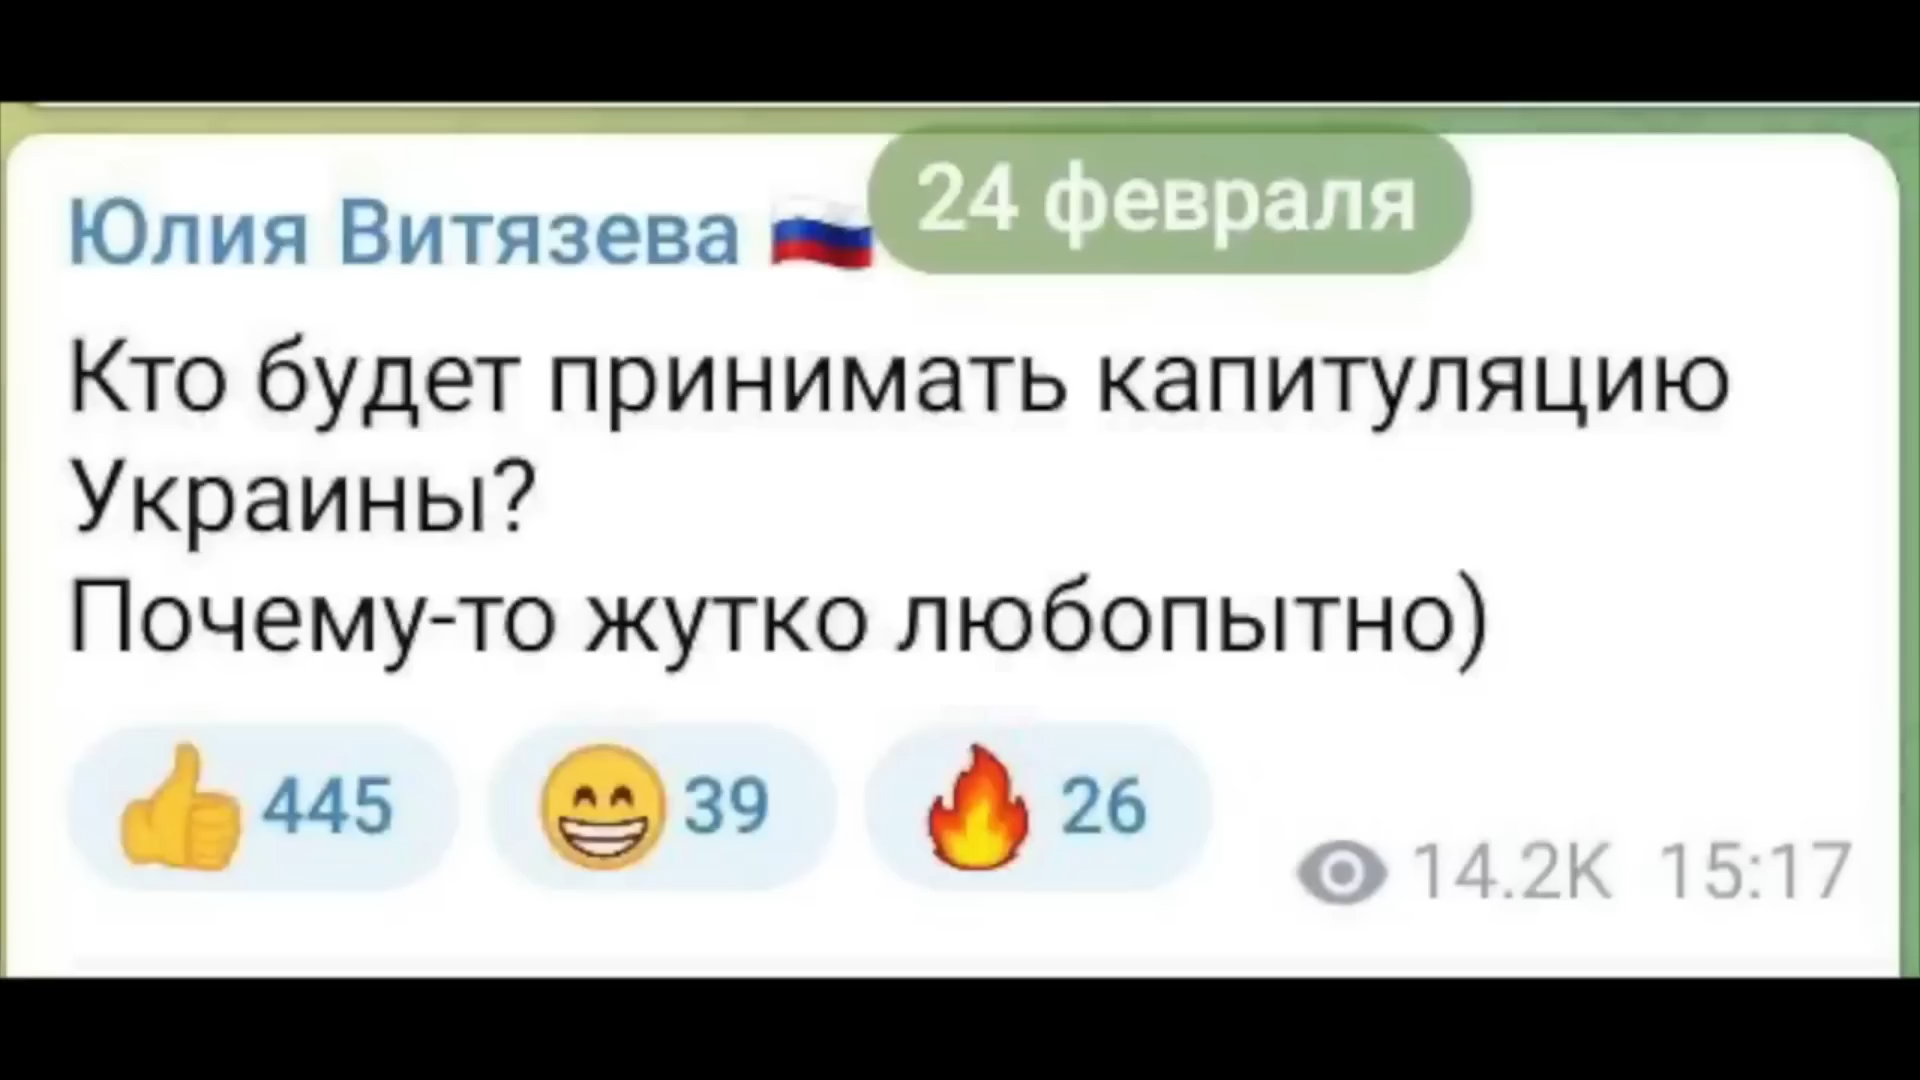 24 февраля
Юлия Витязева 🇷🇺
Кто будет принимать капитуляцию
Украины?
Почему-то жутко любопытно)
👍 445 😁 39 🔥 26
14.2K 15:17